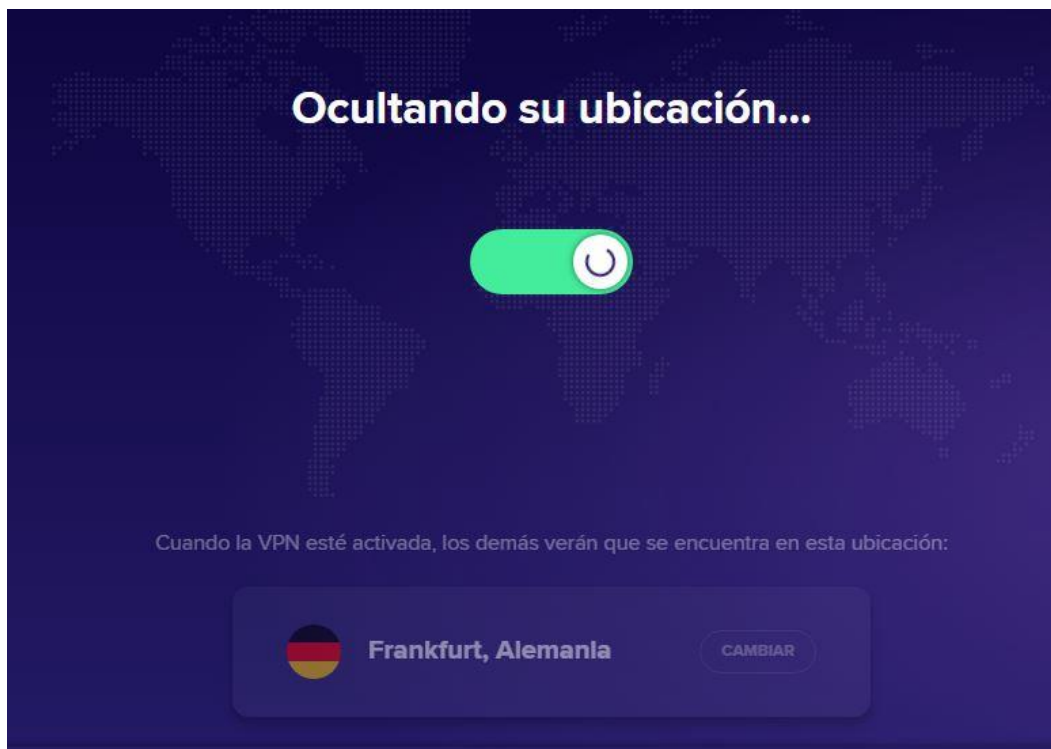 Ocultando su ubicación...
Cuando la VPN esté activada, los demás verán que se encuentra en esta ubicación:
Frankfurt, Alemania
CAMBIAR